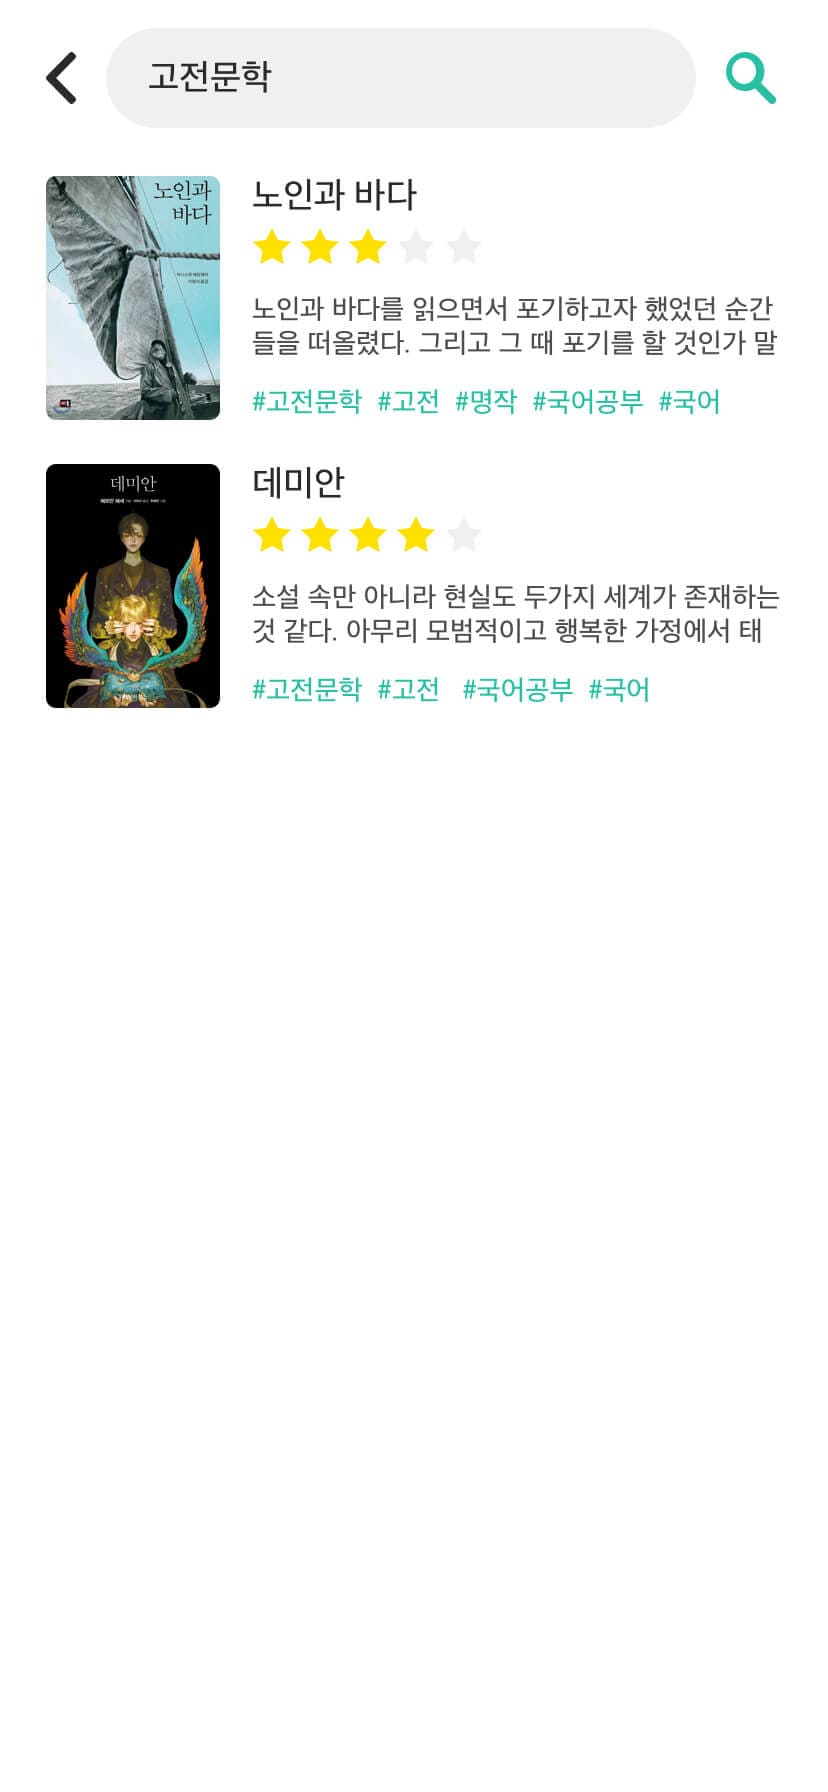 고전문학
노인과
바다
노인과 바다
노인과 바다를 읽으면서 포기하고자 했었던 순간
들을 떠올렸다. 그리고 그 때 포기를 할 것인가 말
#고전문학 #고전 #명작 #국어공부 #국어
데미안
데미안
소설 속만 아니라 현실도 두가지 세계가 존재하는
것 같다. 아무리 모범적이고 행복한 가정에서 태
#고전문학 #고전 #국어공부 #국어